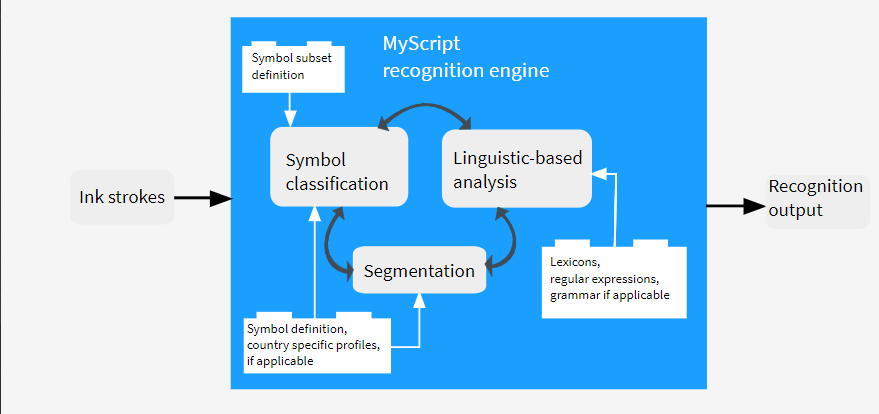 MyScript
recognition engine
Symbol subset
definition
Symbol
classification
Linguistic-based
analysis
Ink strokes
Recognition
output
Segmentation
Lexicons,
regular expressions,
grammar if applicable
Symbol definition,
country specific profiles,
if applicable